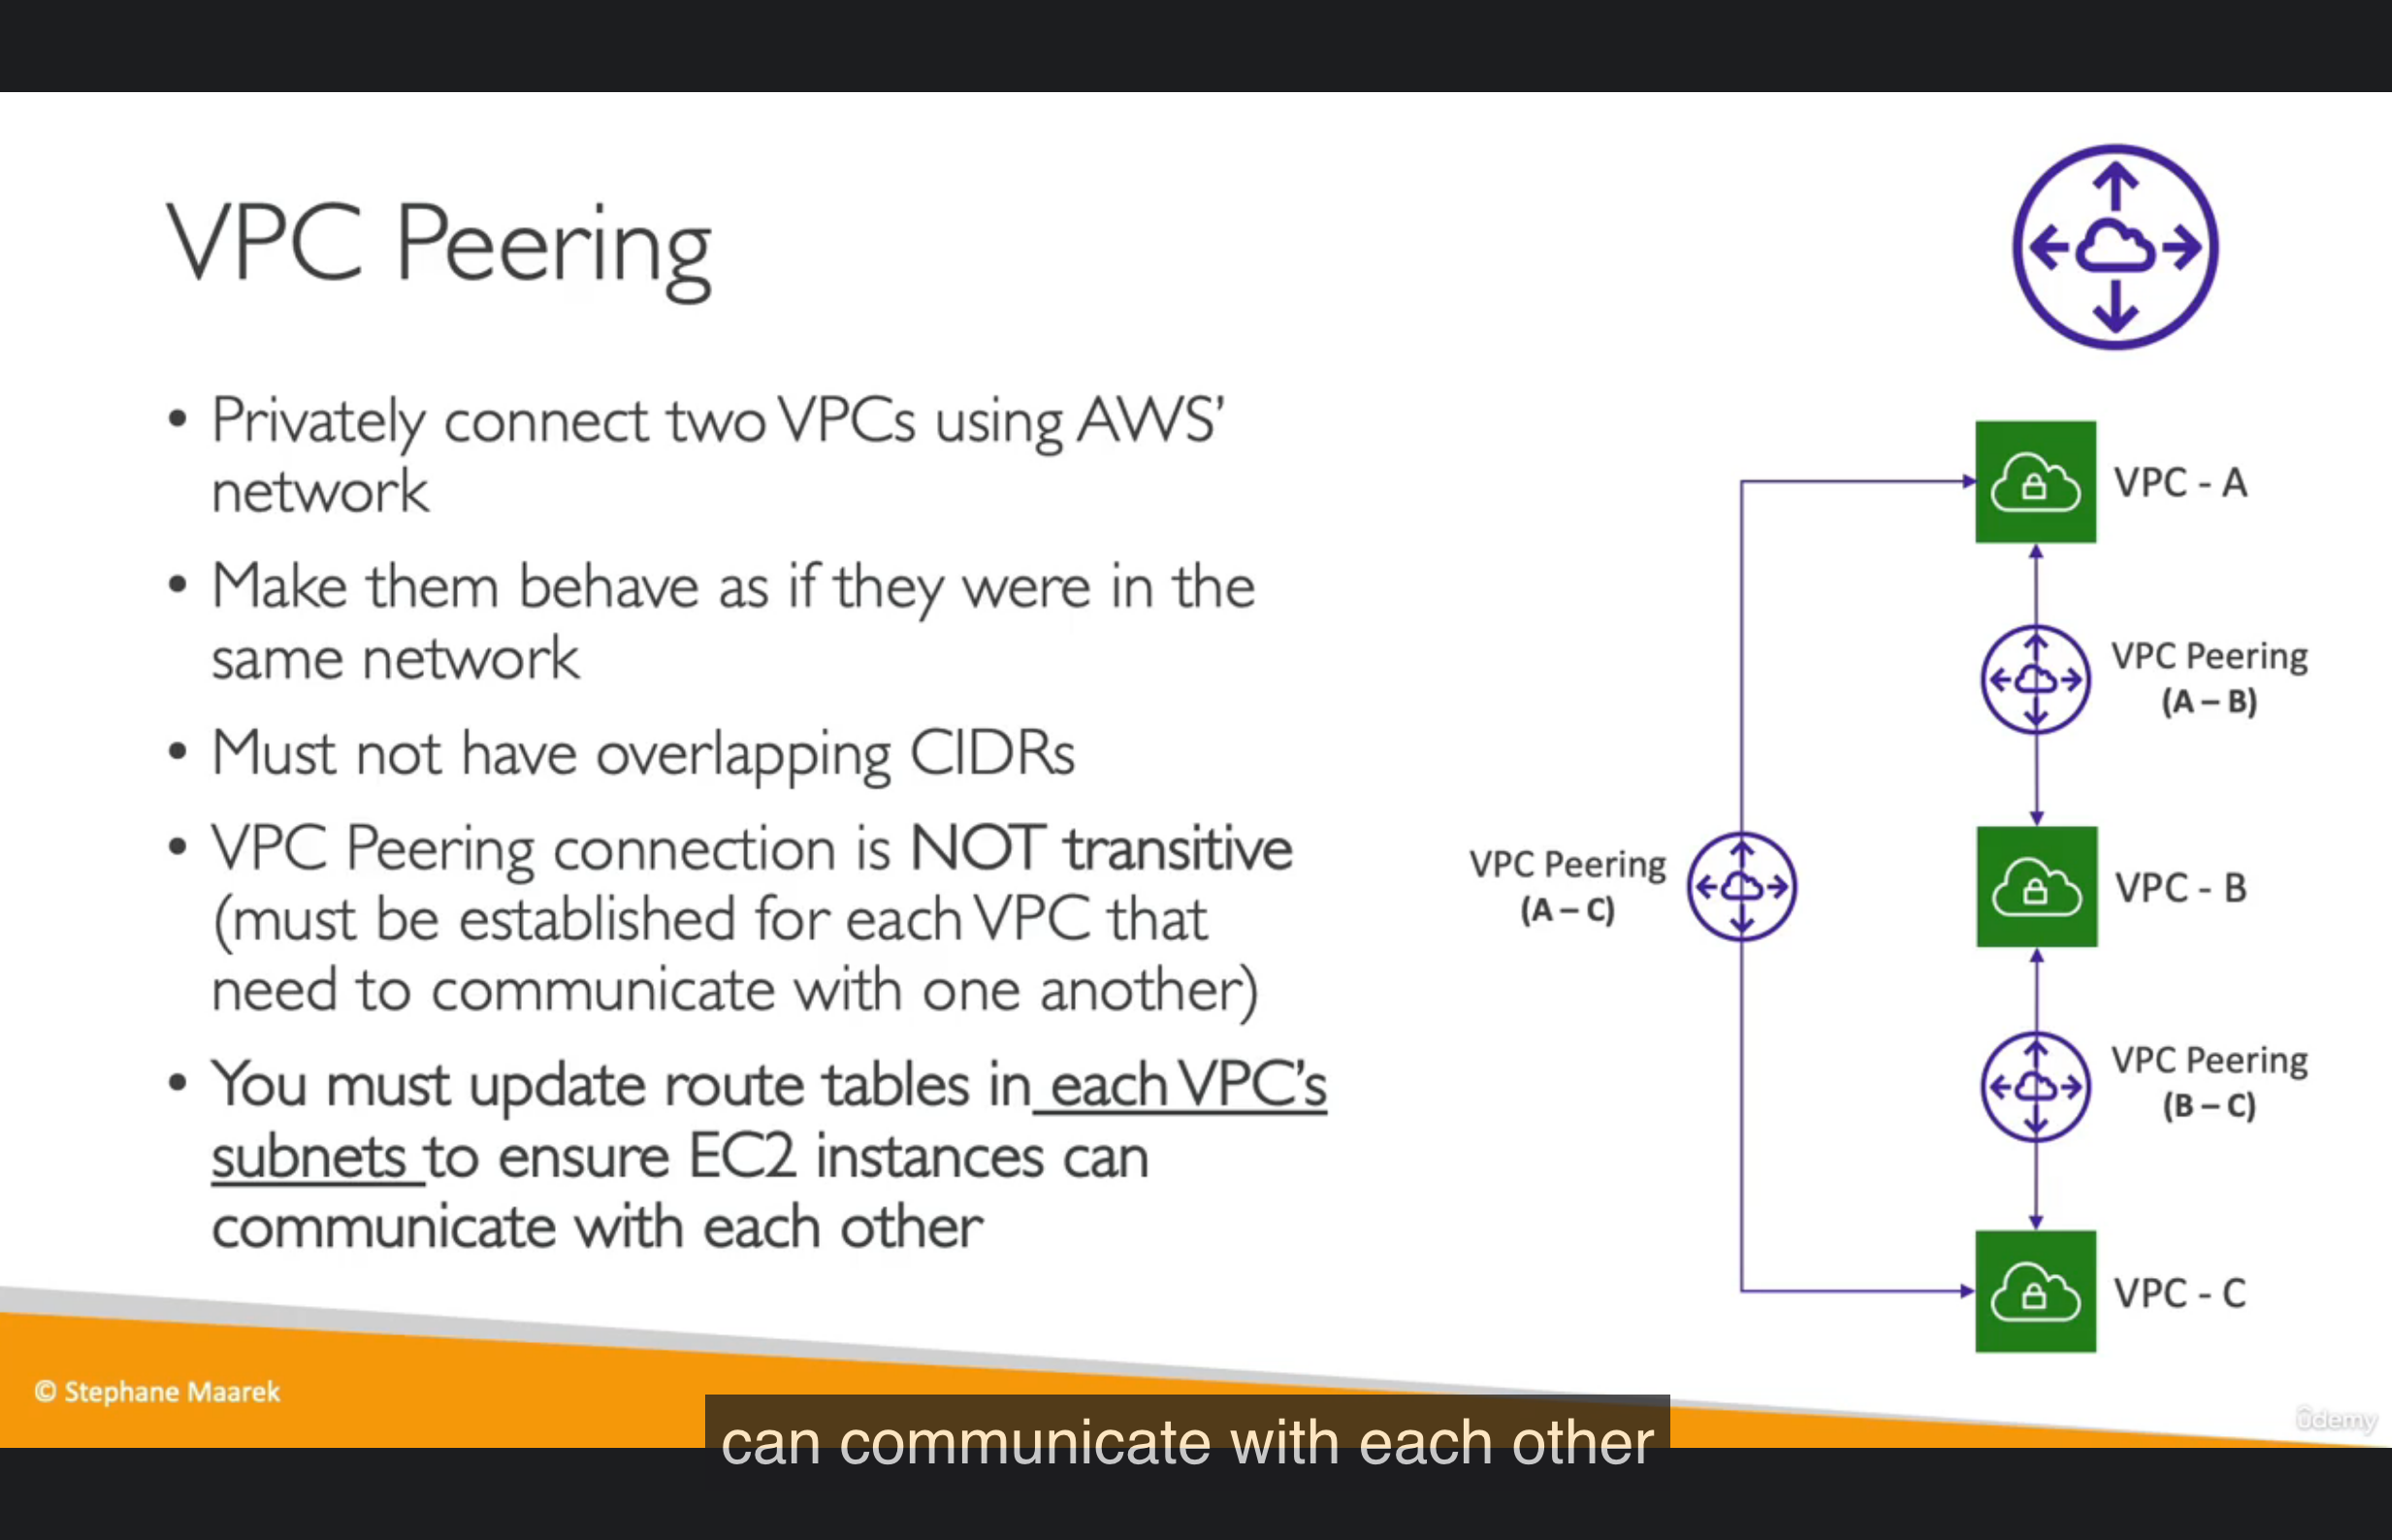 VPC Peering
• Privately connect two VPCs using AWS’
network
• Make them behave as if they were in the
same network
• Must not have overlapping CIDRs
• VPC Peering connection is NOT transitive
(must be established for each VPC that
need to communicate with one another)
• You must update route tables in each VPC’s
subnets to ensure EC2 instances can
communicate with each other
VPC - A
VPC Peering
(A – B)
VPC Peering
(A – C)
VPC - B
VPC Peering
(B – C)
VPC - C
© Stephane Maarek
ûdemy
can communicate with each other